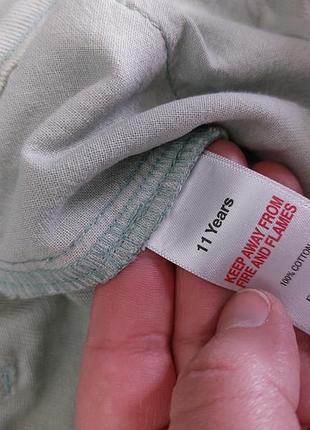 11 Years
KEEP AWAY FROM
FIRE AND FLAMES
100% COTTON